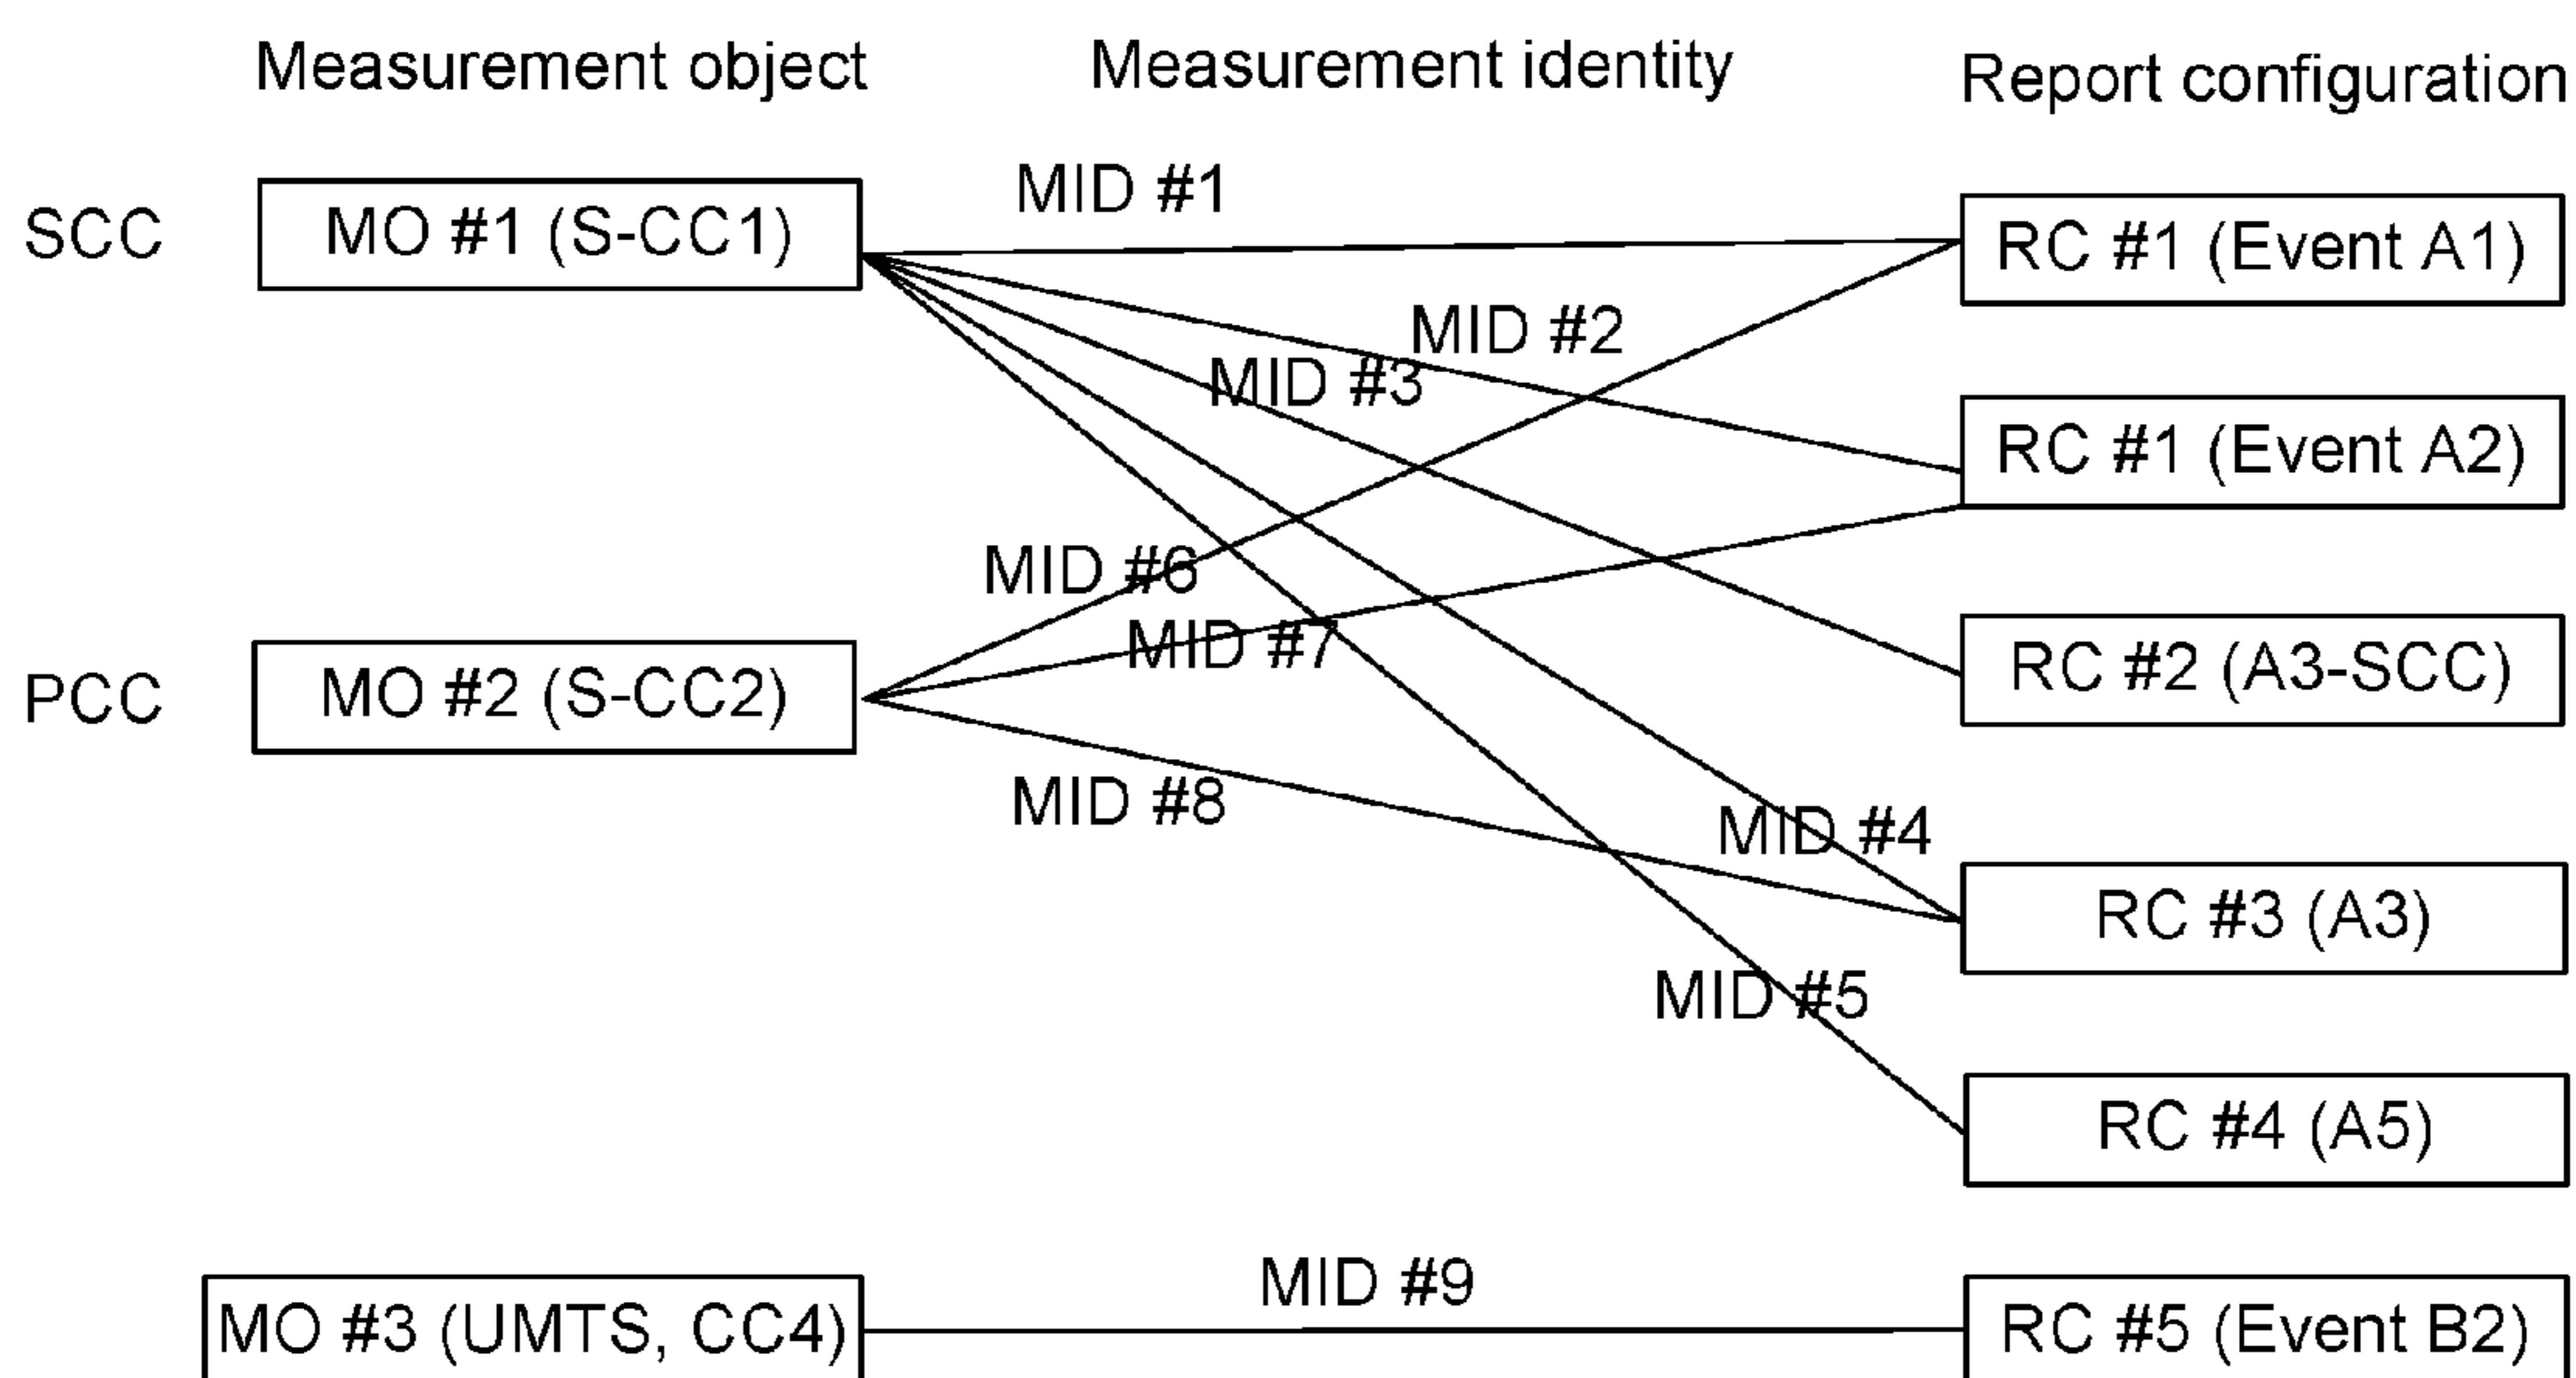 Measurement object
Measurement identity
Report configuration
SCC
MO #1 (S-CC1)
MID #1
RC #1 (Event A1)
MID #2
MID #3
RC #1 (Event A2)
MID #6
MID #7
RC #2 (A3-SCC)
PCC
MO #2 (S-CC2)
MID #8
MID #4
RC #3 (A3)
MID #5
RC #4 (A5)
MO #3 (UMTS, CC4)
MID #9
RC #5 (Event B2)